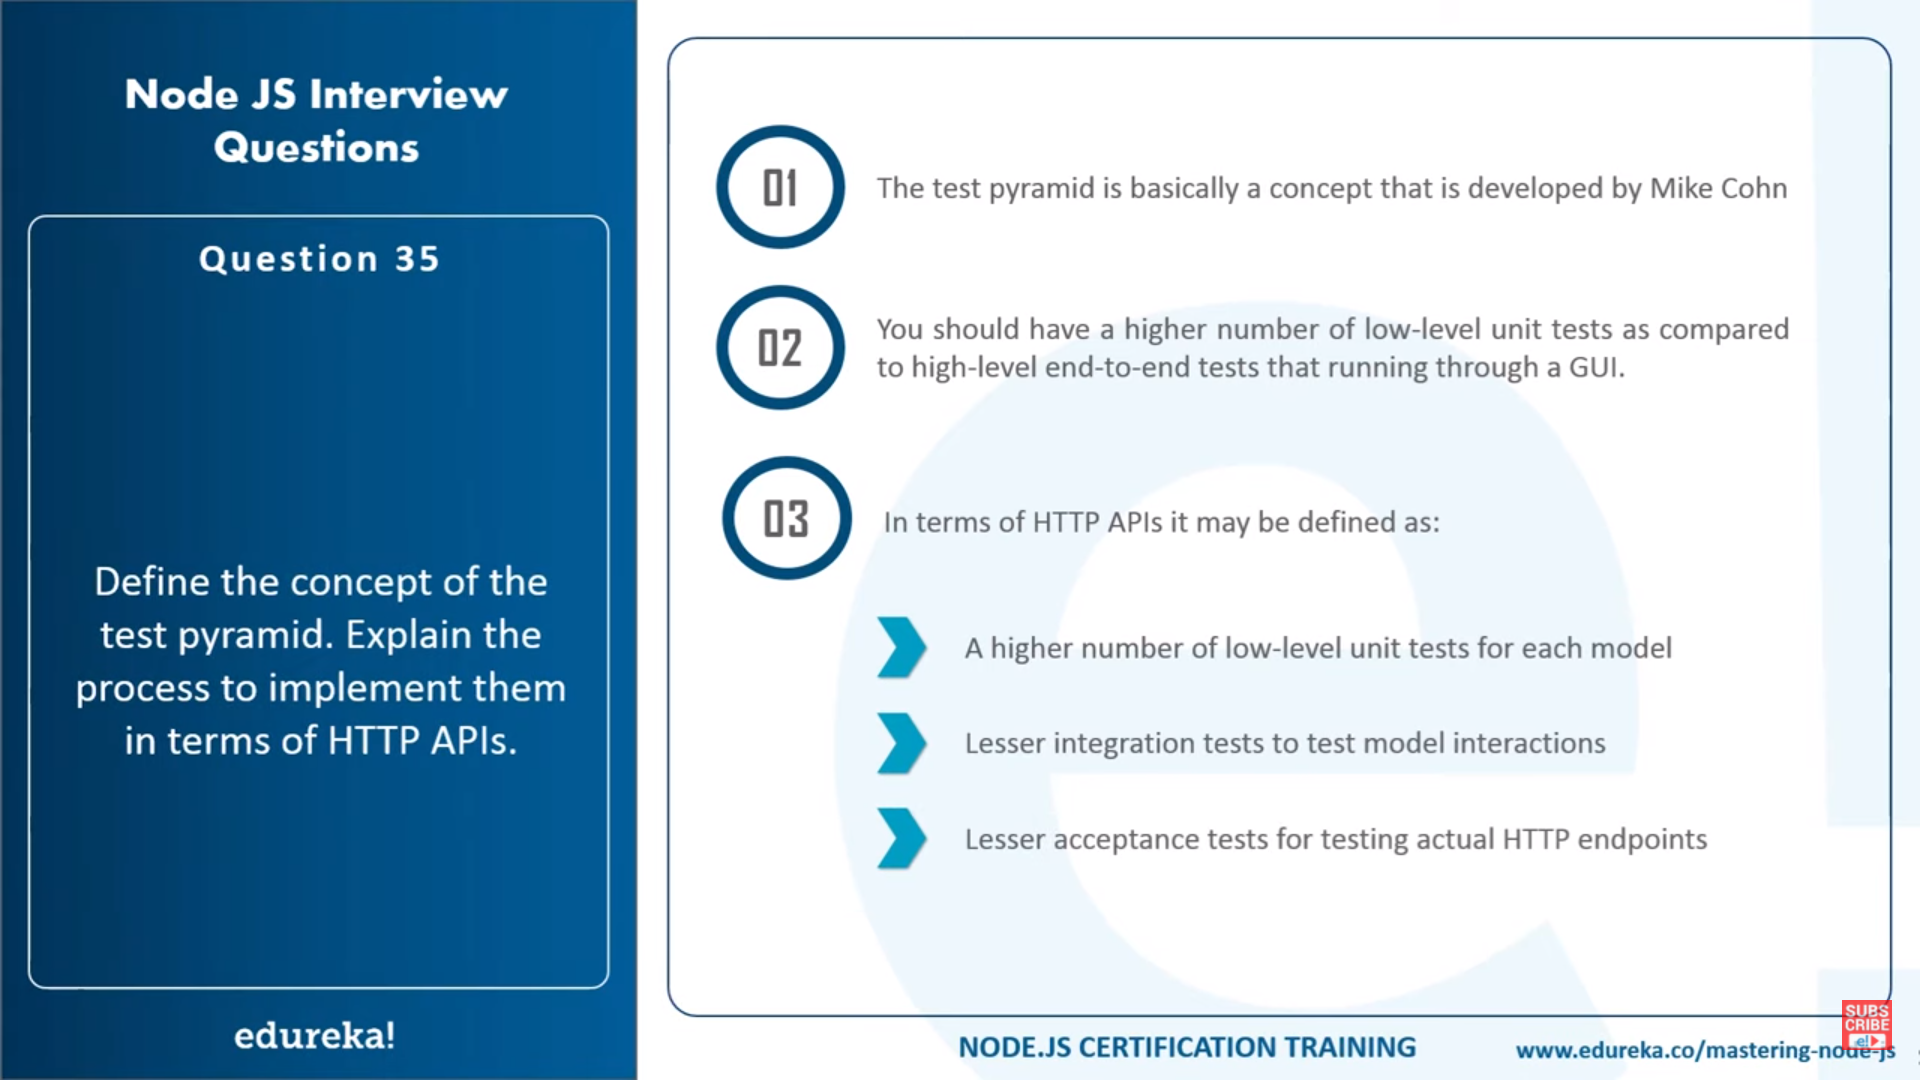 Node JS Interview
Questions
Question 35
Define the concept of the
test pyramid. Explain the
process to implement them
in terms of HTTP APIs.
edureka!
01
The test pyramid is basically a concept that is developed by Mike Cohn
02
You should have a higher number of low-level unit tests as compared
to high-level end-to-end tests that running through a GUI.
03
In terms of HTTP APIs it may be defined as:
A higher number of low-level unit tests for each model
Lesser integration tests to test model interactions
Lesser acceptance tests for testing actual HTTP endpoints
NODE.JS CERTIFICATION TRAINING
www.edureka.co/mastering-node-js
SUBS
CRIBE
e!